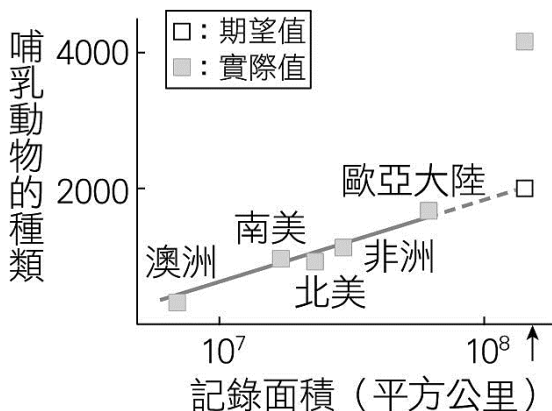 哺乳動物的種類
4000
2000
□：期望值
■：實際值
歐亞大陸
南美
澳洲
非洲
北美
10⁷
10⁸
記錄面積（平方公里）